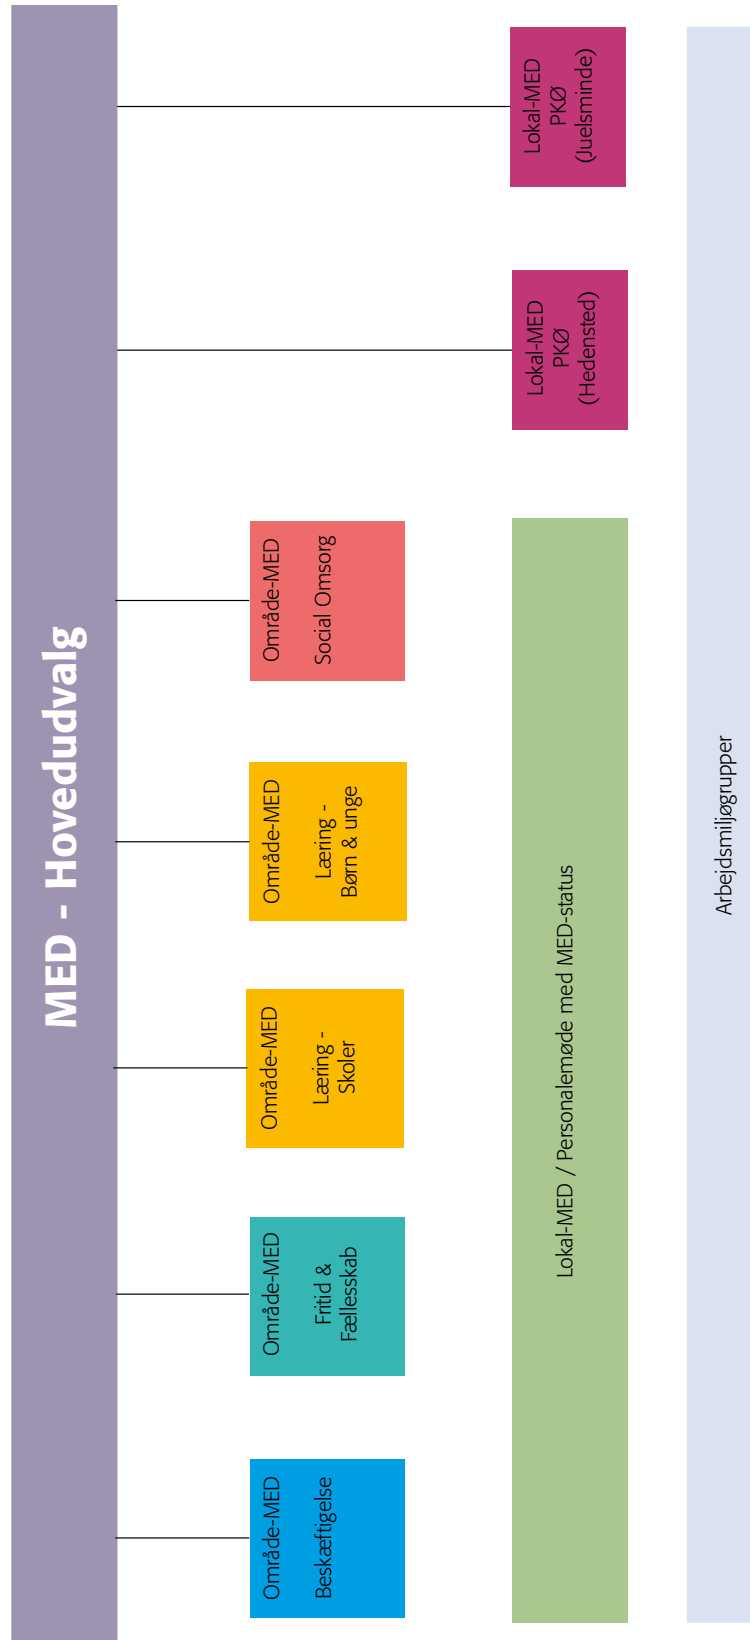 MED - Hovedudvalg
Område-MED
Beskæftigelse
Område-MED
Fritid &
Fællesskab
Område-MED
Læring -
Skoler
Område-MED
Læring -
Børn & unge
Område-MED
Social Omsorg
Lokal-MED / Personalemøde med MED-status
Lokal-MED
PKØ
(Hedensted)
Lokal-MED
PKØ
(Juelsminde)
Arbejdsmiljøgrupper